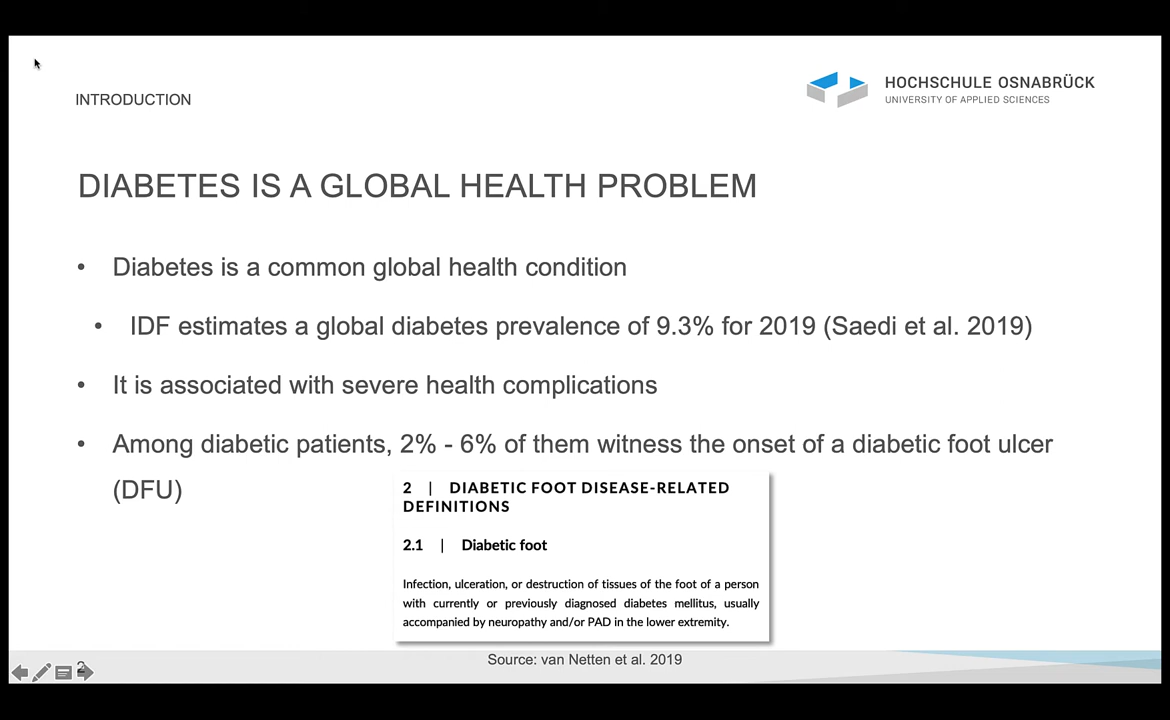 INTRODUCTION
HOCHSCHULE OSNABRÜCK
UNIVERSITY OF APPLIED SCIENCES
DIABETES IS A GLOBAL HEALTH PROBLEM
• Diabetes is a common global health condition
• IDF estimates a global diabetes prevalence of 9.3% for 2019 (Saedi et al. 2019)
• It is associated with severe health complications
• Among diabetic patients, 2% - 6% of them witness the onset of a diabetic foot ulcer
(DFU)
2 | DIABETIC FOOT DISEASE-RELATED
DEFINITIONS
2.1 | Diabetic foot
Infection, ulceration, or destruction of tissues of the foot of a person
with currently or previously diagnosed diabetes mellitus, usually
accompanied by neuropathy and/or PAD in the lower extremity.
Source: van Netten et al. 2019
2